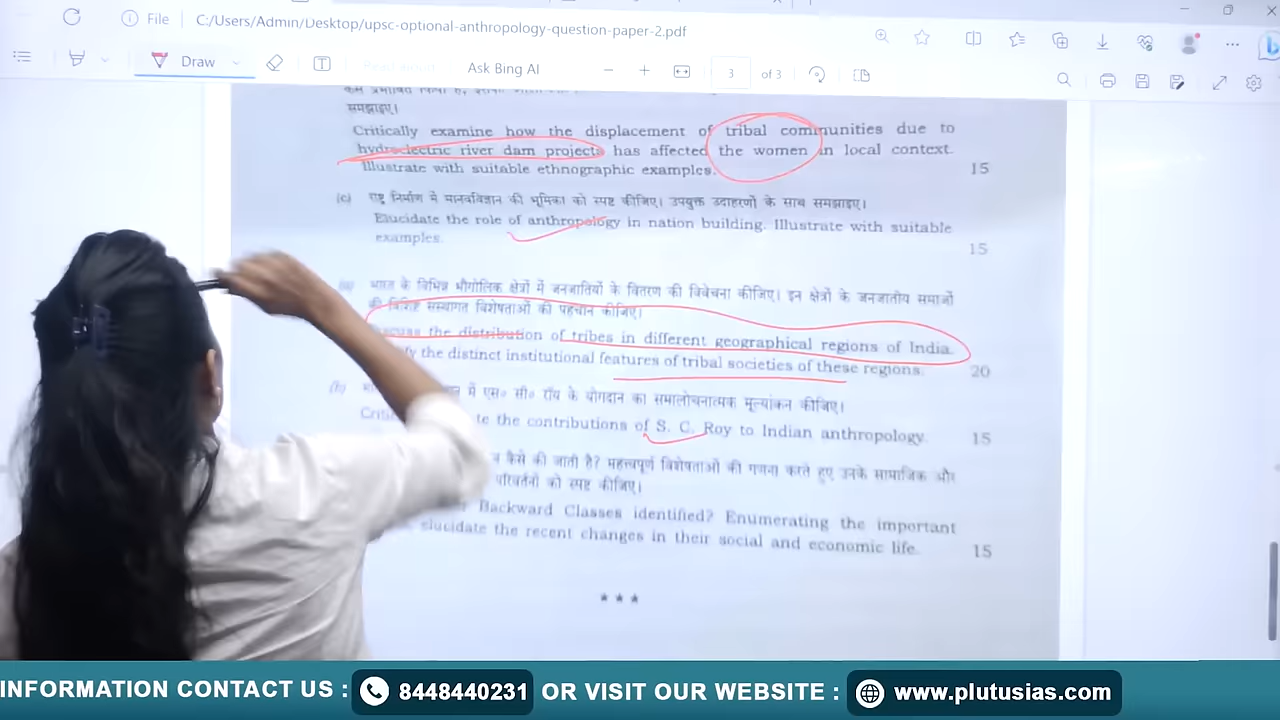 File C:/Users/Admin/Desktop/upsc-optional-anthropology-question-paper-2.pdf
Draw Ask Bing AI 3 of 3
समझाइए।
Critically examine how the displacement of tribal communities due to
hydroelectric river dam projects has affected the women in local context.
Illustrate with suitable ethnographic examples. 15
(c) राष्ट्र निर्माण में मानवविज्ञान की भूमिका को स्पष्ट कीजिए। उपयुक्त उदाहरणों के साथ समझाइए।
Elucidate the role of anthropology in nation building. Illustrate with suitable
examples. 15
भारत के विभिन्न भौगोलिक क्षेत्रों में जनजातियों के वितरण की विवेचना कीजिए। इन क्षेत्रों के जनजातीय समाजों
की विशिष्ट संस्थागत विशेषताओं की पहचान कीजिए।
the distribution of tribes in different geographical regions of India.
the distinct institutional features of tribal societies of these regions. 20
(b) में एस० सी० रॉय के योगदान का समालोचनात्मक मूल्यांकन कीजिए।
the contributions of S. C. Roy to Indian anthropology. 15
कैसे की जाती है? महत्त्वपूर्ण विशेषताओं की गणना करते हुए उनके सामाजिक और
परिवर्तनों को स्पष्ट कीजिए।
Backward Classes identified? Enumerating the important
elucidate the recent changes in their social and economic life. 15
★ ★ ★
INFORMATION CONTACT US : 8448440231 OR VISIT OUR WEBSITE : www.plutusias.com